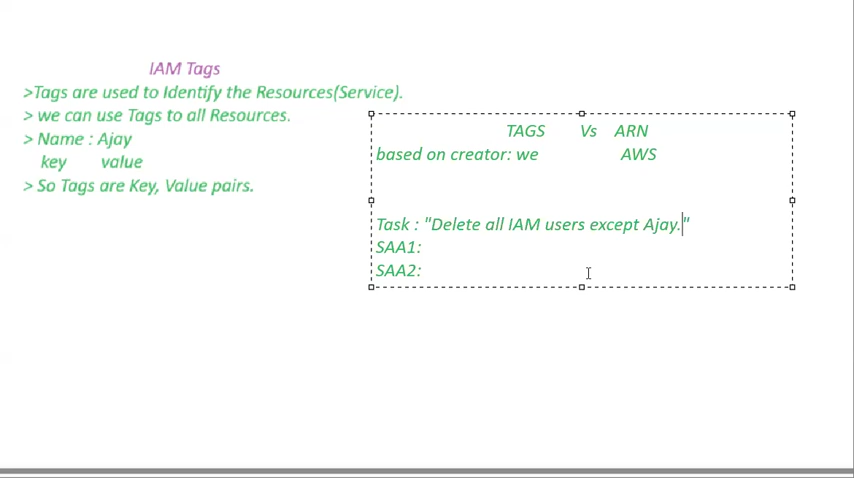 IAM Tags
>Tags are used to Identify the Resources(Service).
> we can use Tags to all Resources.
> Name : Ajay
key value
> So Tags are Key, Value pairs.
TAGS Vs ARN
based on creator: we AWS
Task : "Delete all IAM users except Ajay."
SAA1:
SAA2: